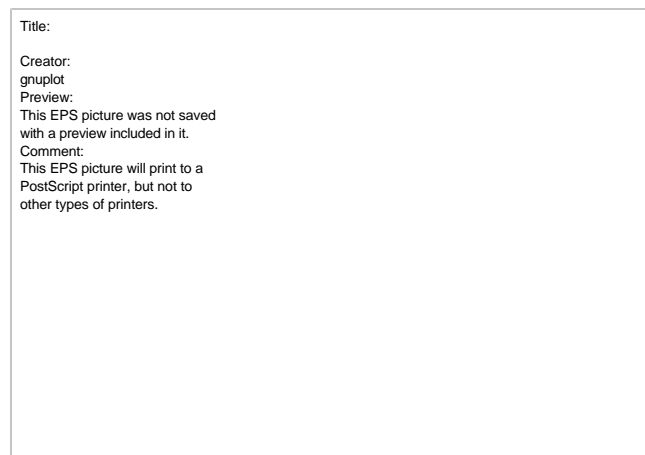 Title:
Creator:
gnuplot
Preview:
This EPS picture was not saved
with a preview included in it.
Comment:
This EPS picture will print to a
PostScript printer, but not to
other types of printers.